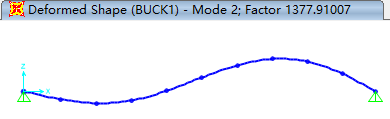 Deformed Shape (BUCK1) - Mode 2; Factor 1377.91007
Z
X